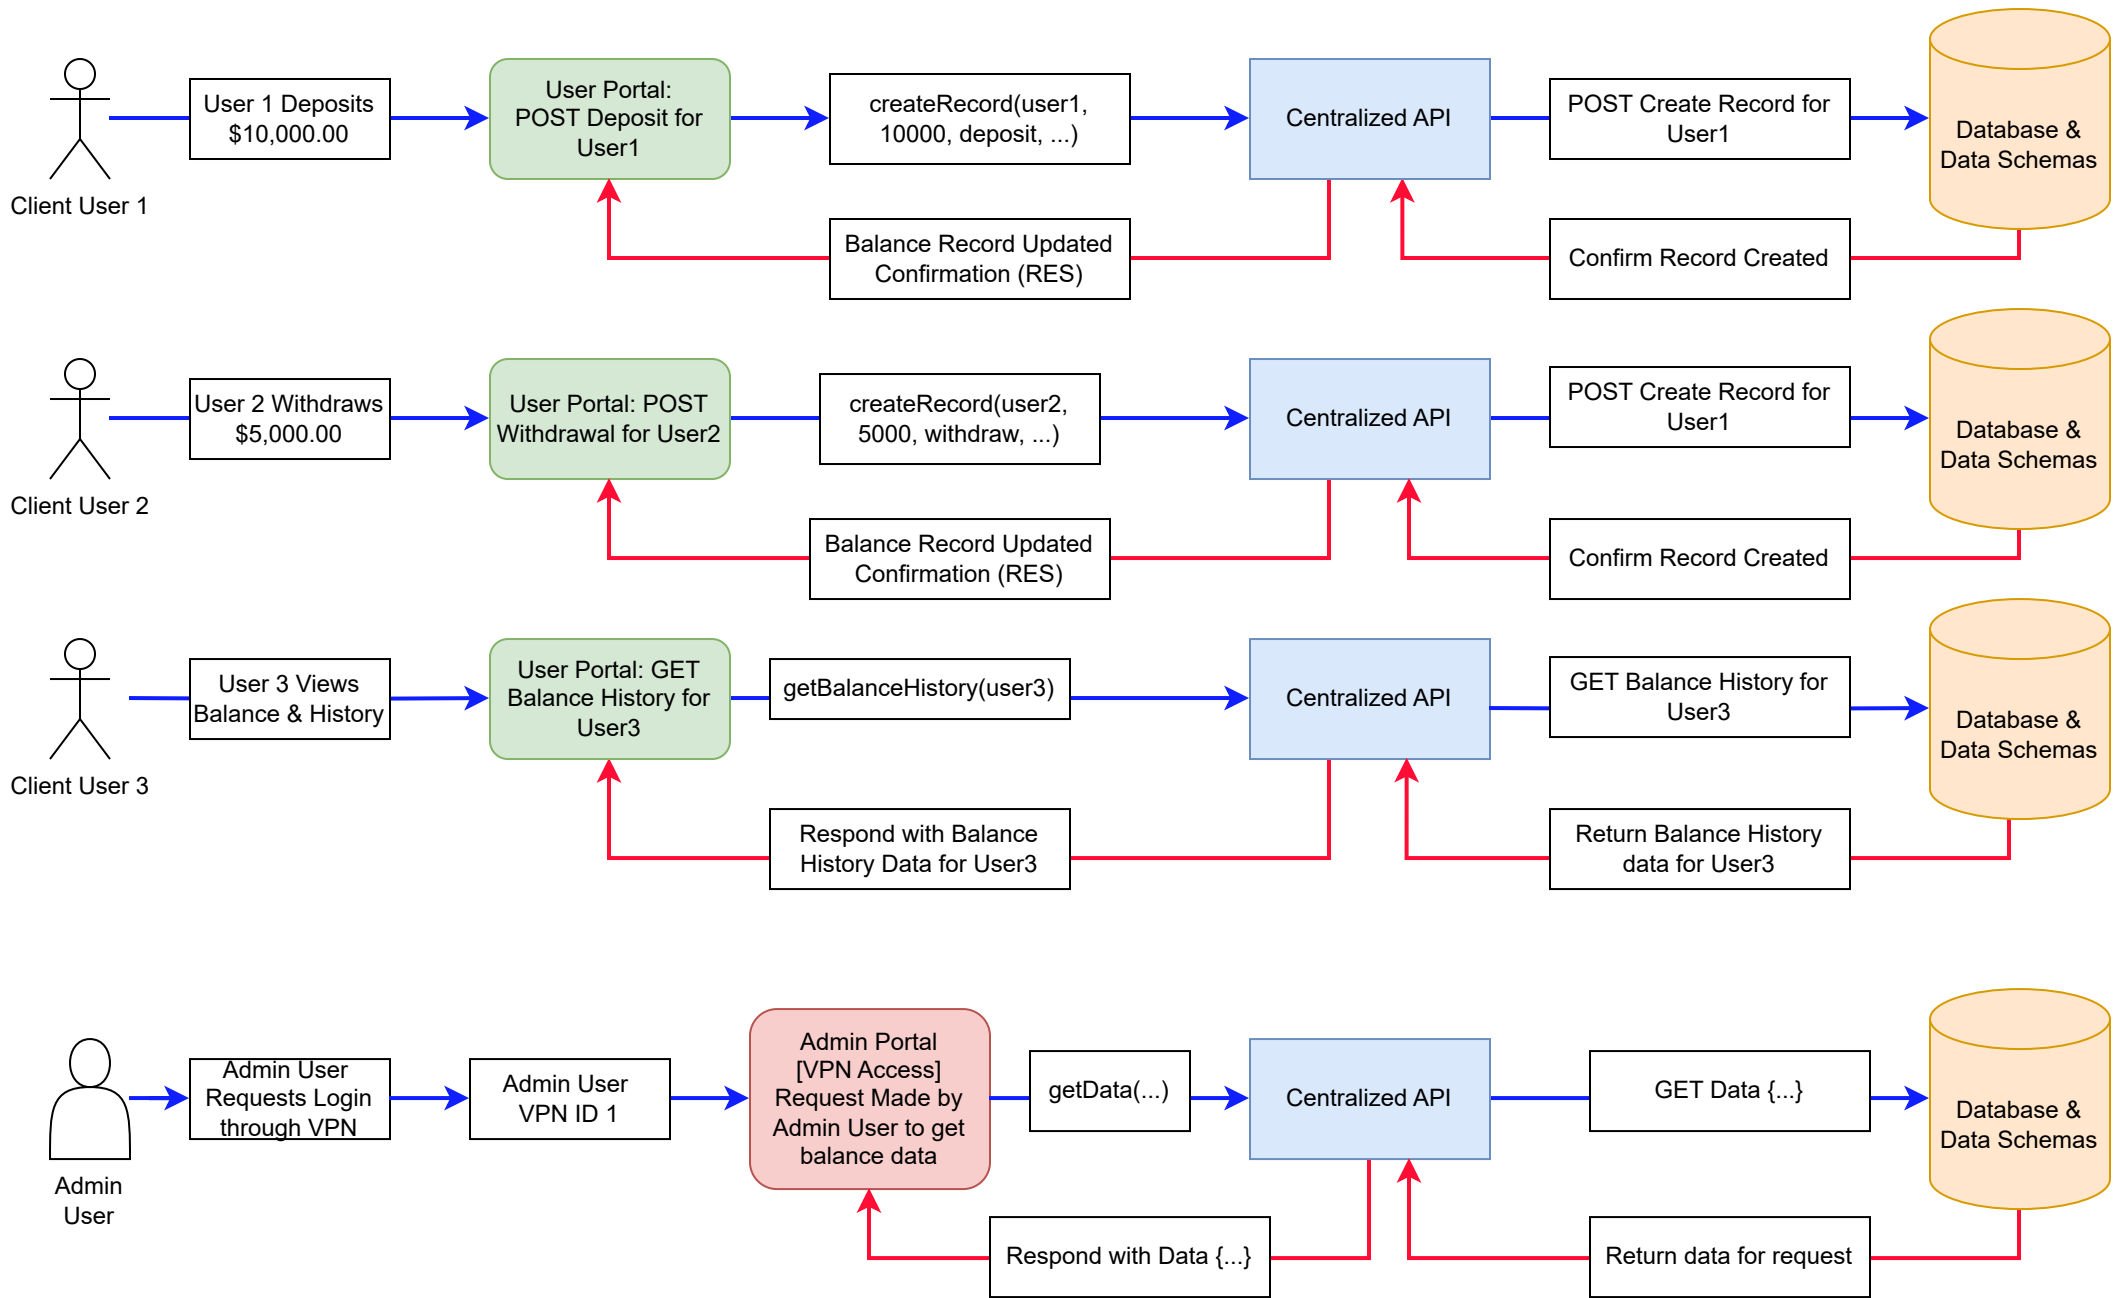 User 1 Deposits
$10,000.00
User Portal:
POST Deposit for
User1
createRecord(user1,
10000, deposit, ...)
Centralized API
POST Create Record for
User1
Database &
Data Schemas
Client User 1
Balance Record Updated
Confirmation (RES)
Confirm Record Created
User 2 Withdraws
$5,000.00
User Portal: POST
Withdrawal for User2
createRecord(user2,
5000, withdraw, ...)
Centralized API
POST Create Record for
User1
Database &
Data Schemas
Client User 2
Balance Record Updated
Confirmation (RES)
Confirm Record Created
User 3 Views
Balance & History
User Portal: GET
Balance History for
User3
getBalanceHistory(user3)
Centralized API
GET Balance History for
User3
Database &
Data Schemas
Client User 3
Respond with Balance
History Data for User3
Return Balance History
data for User3
Admin User
Requests Login
through VPN
Admin User
VPN ID 1
Admin Portal
[VPN Access]
Request Made by
Admin User to get
balance data
getData(...)
Centralized API
GET Data {...}
Database &
Data Schemas
Admin
User
Respond with Data {...}
Return data for request